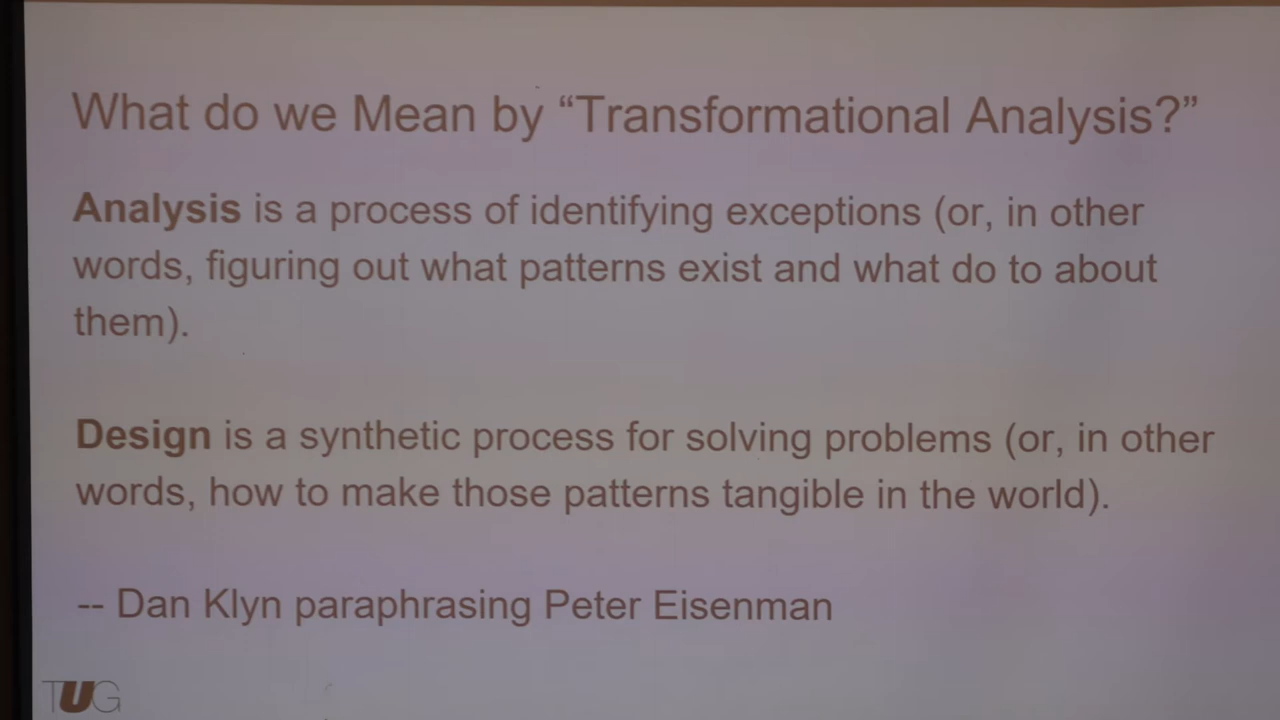 What do we Mean by “Transformational Analysis?”
Analysis is a process of identifying exceptions (or, in other
words, figuring out what patterns exist and what do to about
them).
Design is a synthetic process for solving problems (or, in other
words, how to make those patterns tangible in the world).
-- Dan Klyn paraphrasing Peter Eisenman
TUG